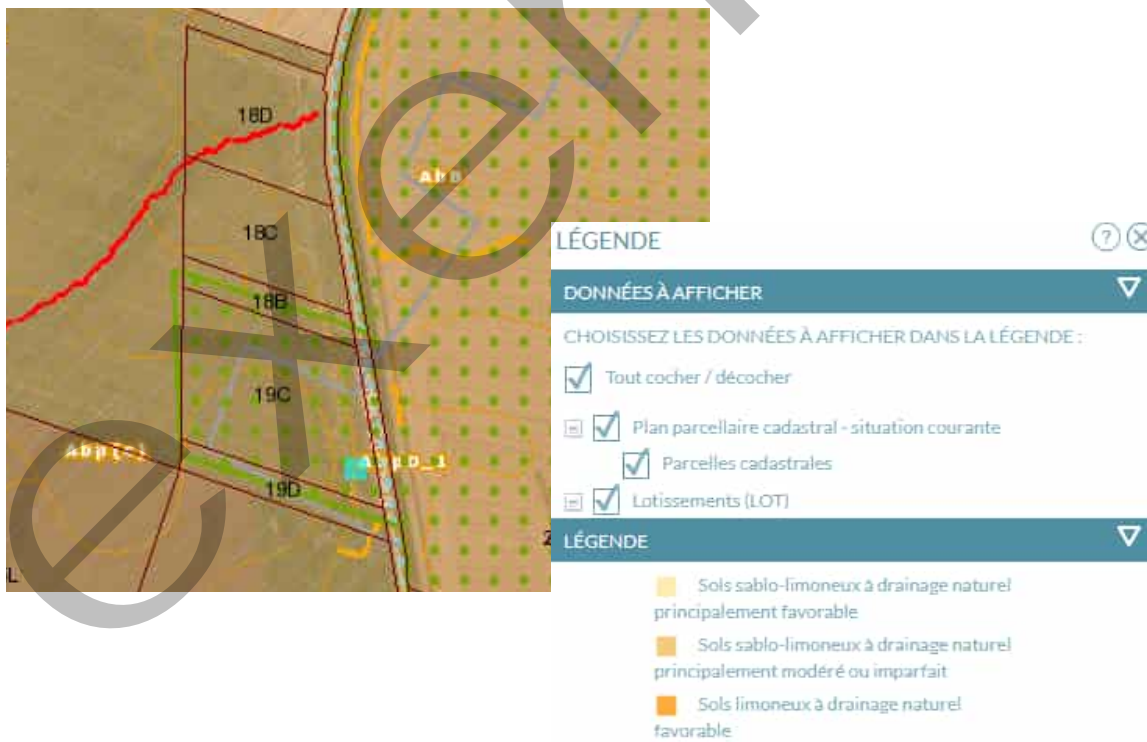 18D
Aba
18C
18B
19C
Abp(c)
19D
LÉGENDE
DONNÉES À AFFICHER
CHOISISSEZ LES DONNÉES À AFFICHER DANS LA LÉGENDE :
Tout cocher / décocher
Plan parcellaire cadastral - situation courante
Parcelles cadastrales
Lotissements (LOT)
LÉGENDE
Sols sablo-limoneux à drainage naturel
principalement favorable
Sols sablo-limoneux à drainage naturel
principalement modéré ou imparfait
Sols limoneux à drainage naturel
favorable